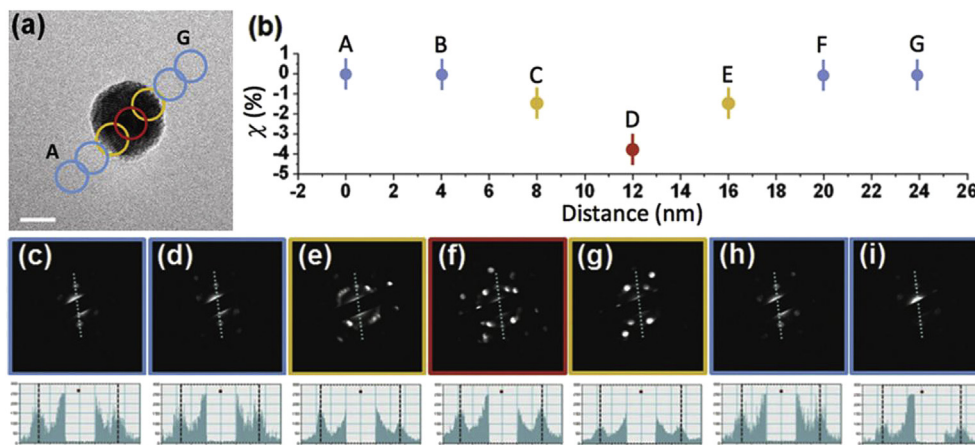 (a)
G
A
(b)
A
B
C
D
E
F
G
χ (%)
1
0
-1
-2
-3
-4
-5
-2 0 2 4 6 8 10 12 14 16 18 20 22 24 26
Distance (nm)
(c) (d) (e) (f) (g) (h) (i)